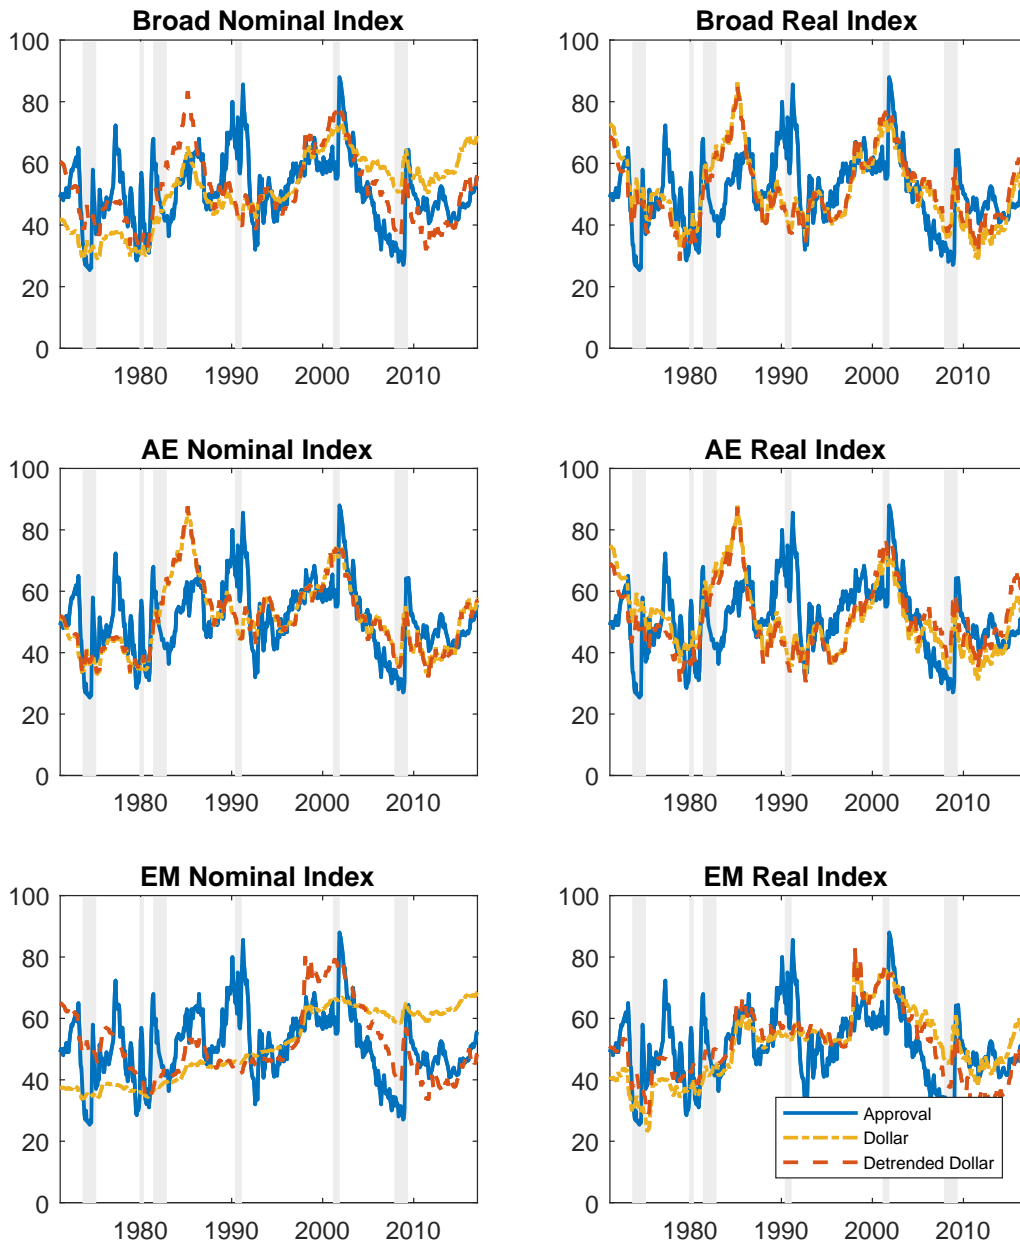 Broad Nominal Index
100
80
60
40
20
0
1980 1990 2000 2010
Broad Real Index
100
80
60
40
20
0
1980 1990 2000 2010
AE Nominal Index
100
80
60
40
20
0
1980 1990 2000 2010
AE Real Index
100
80
60
40
20
0
1980 1990 2000 2010
EM Nominal Index
100
80
60
40
20
0
1980 1990 2000 2010
EM Real Index
100
80
60
40
20
0
1980 1990 2000 2010
Approval
Dollar
Detrended Dollar